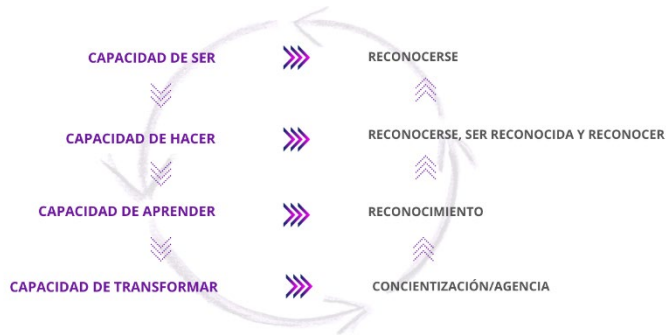 CAPACIDAD DE SER
RECONOCERSE
CAPACIDAD DE HACER
RECONOCERSE, SER RECONOCIDA Y RECONOCER
CAPACIDAD DE APRENDER
RECONOCIMIENTO
CAPACIDAD DE TRANSFORMAR
CONCIENTIZACIÓN/AGENCIA